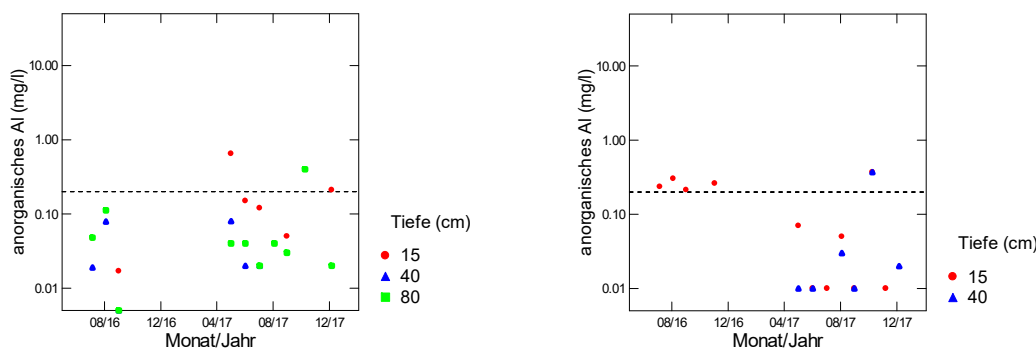 anorganisches Al (mg/l)
10.00
1.00
0.10
0.01
08/16 12/16 04/17 08/17 12/17
Monat/Jahr
Tiefe (cm)
15
40
80
anorganisches Al (mg/l)
10.00
1.00
0.10
0.01
08/16 12/16 04/17 08/17 12/17
Monat/Jahr
Tiefe (cm)
15
40